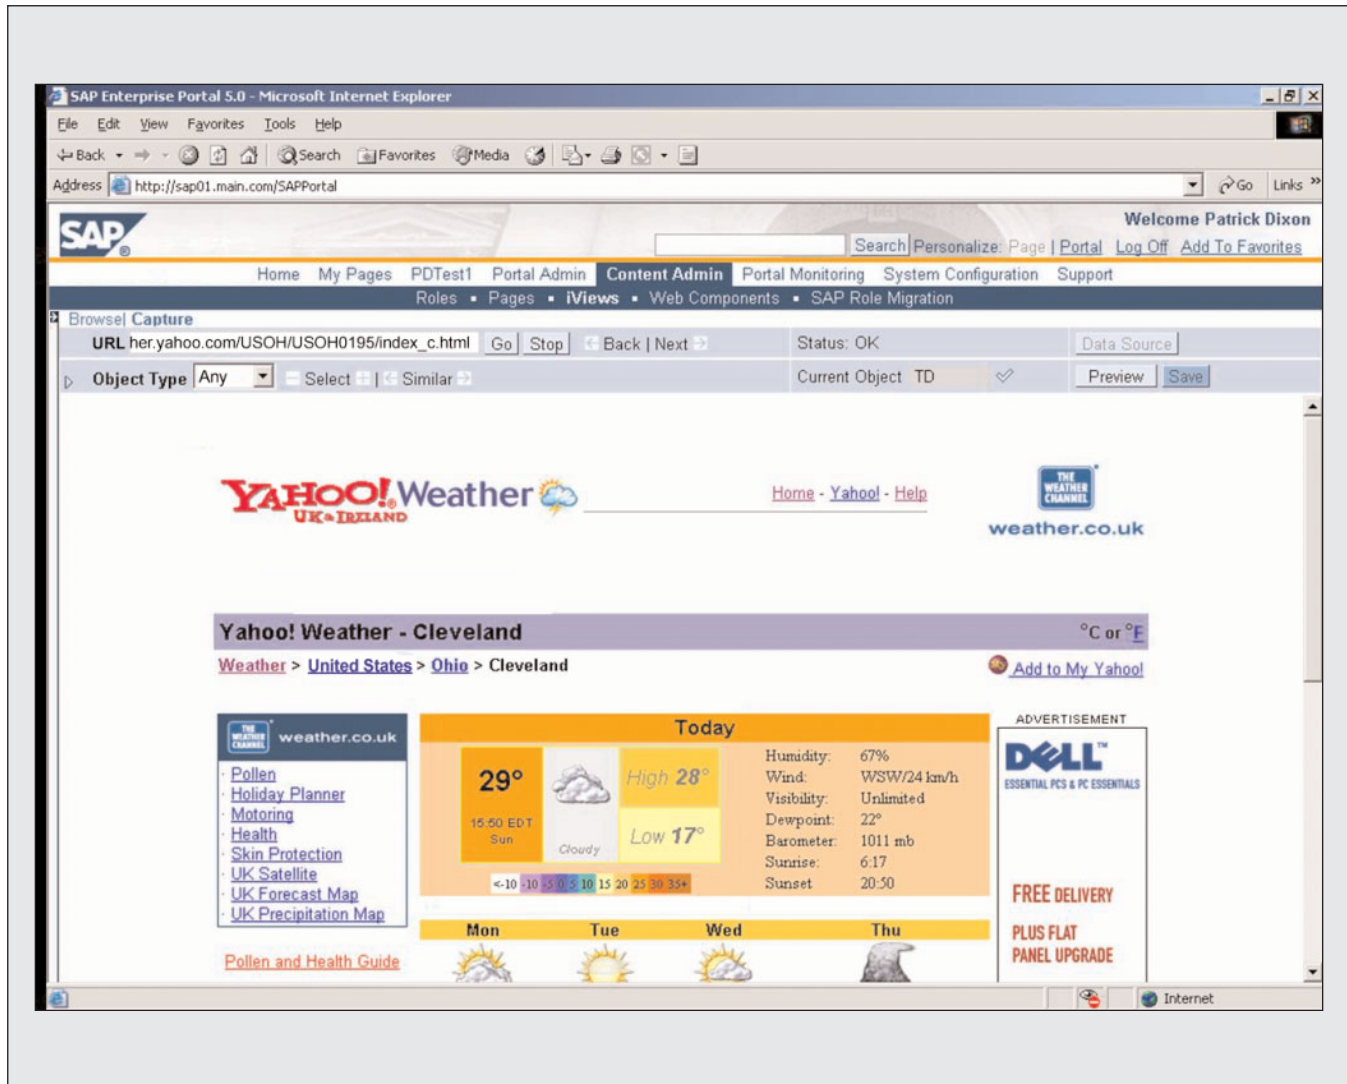 SAP Enterprise Portal 5.0 - Microsoft Internet Explorer
File Edit View Favorites Tools Help
Back Search Favorites Media
Address http://sap01.main.com/SAPPortal Go Links »
SAP®
Welcome Patrick Dixon
Search Personalize: Page | Portal Log Off Add To Favorites
Home My Pages PDTest1 Portal Admin Content Admin Portal Monitoring System Configuration Support
Roles ▪ Pages ▪ iViews ▪ Web Components ▪ SAP Role Migration
Browse| Capture
URL her.yahoo.com/USOH/USOH0195/index_c.html Go Stop Back | Next Status: OK Data Source
Object Type Any Select | Similar Current Object TD Preview Save
YAHOO! Weather
UK & IRELAND
Home - Yahoo! - Help
THE WEATHER CHANNEL
weather.co.uk
Yahoo! Weather - Cleveland °C or °F
Weather > United States > Ohio > Cleveland
Add to My Yahoo!
THE WEATHER CHANNEL weather.co.uk
· Pollen
· Holiday Planner
· Motoring
· Health
· Skin Protection
· UK Satellite
· UK Forecast Map
· UK Precipitation Map
Pollen and Health Guide
Today
29°
15:50 EDT
Sun
Cloudy
High 28°
Low 17°
Humidity: 67%
Wind: WSW/24 km/h
Visibility: Unlimited
Dewpoint: 22°
Barometer: 1011 mb
Sunrise: 6:17
Sunset 20:50
<-10 -10 -5 0 5 10 15 20 25 30 35+
Mon Tue Wed Thu
ADVERTISEMENT
DELL™
ESSENTIAL PCS & PC ESSENTIALS
FREE DELIVERY
PLUS FLAT
PANEL UPGRADE
Internet